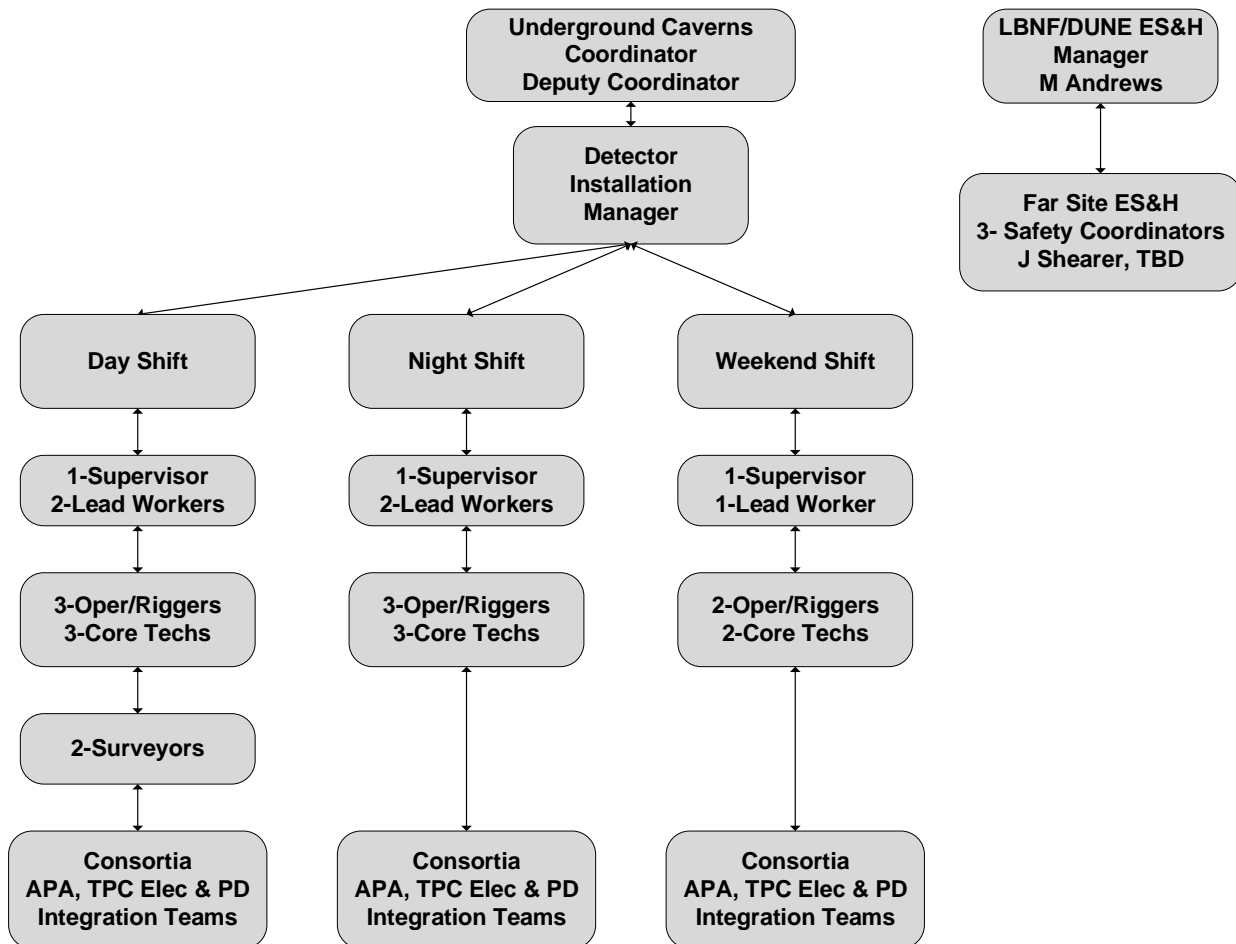 Underground Caverns
Coordinator
Deputy Coordinator
LBNF/DUNE ES&H
Manager
M Andrews
Detector
Installation
Manager
Far Site ES&H
3- Safety Coordinators
J Shearer, TBD
Day Shift
Night Shift
Weekend Shift
1-Supervisor
2-Lead Workers
1-Supervisor
2-Lead Workers
1-Supervisor
1-Lead Worker
3-Oper/Riggers
3-Core Techs
3-Oper/Riggers
3-Core Techs
2-Oper/Riggers
2-Core Techs
2-Surveyors
Consortia
APA, TPC Elec & PD
Integration Teams
Consortia
APA, TPC Elec & PD
Integration Teams
Consortia
APA, TPC Elec & PD
Integration Teams